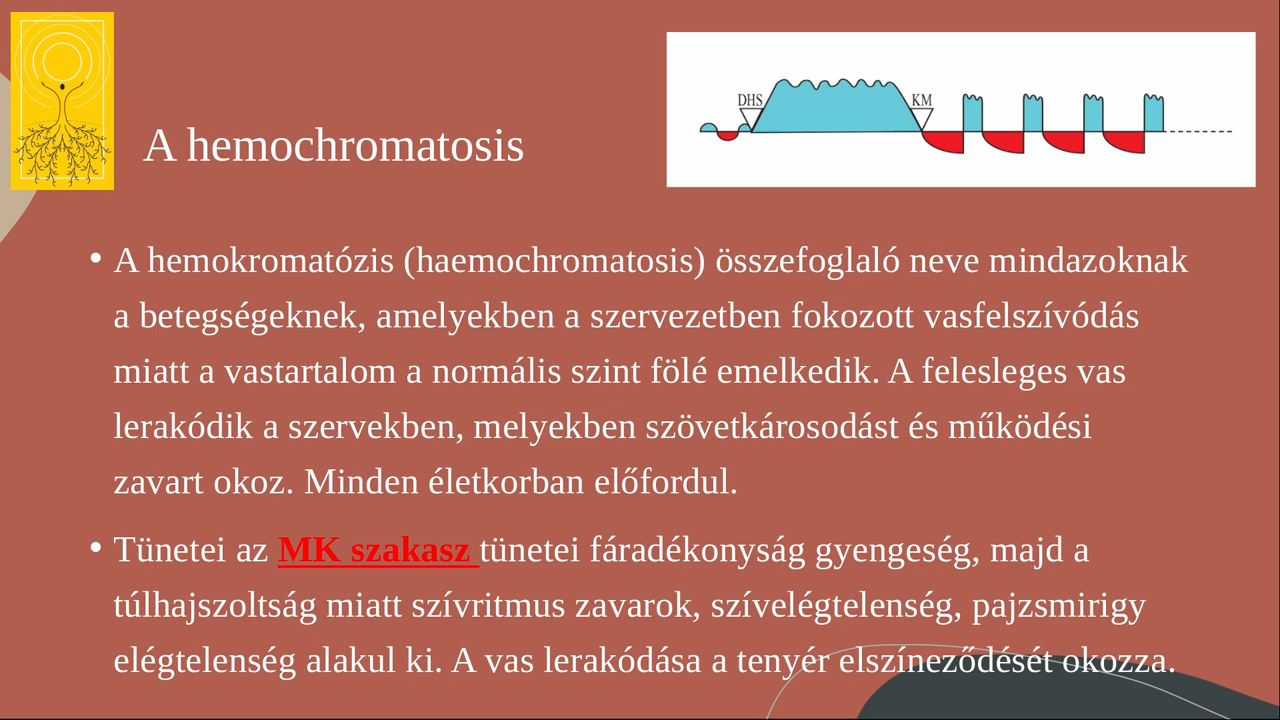 DHS KM
A hemochromatosis
• A hemokromatózis (haemochromatosis) összefoglaló neve mindazoknak
a betegségeknek, amelyekben a szervezetben fokozott vasfelszívódás
miatt a vastartalom a normális szint fölé emelkedik. A felesleges vas
lerakódik a szervekben, melyekben szövetkárosodást és működési
zavart okoz. Minden életkorban előfordul.
• Tünetei az MK szakasz tünetei fáradékonyság gyengeség, majd a
túlhajszoltság miatt szívritmus zavarok, szívelégtelenség, pajzsmirigy
elégtelenség alakul ki. A vas lerakódása a tenyér elszíneződését okozza.